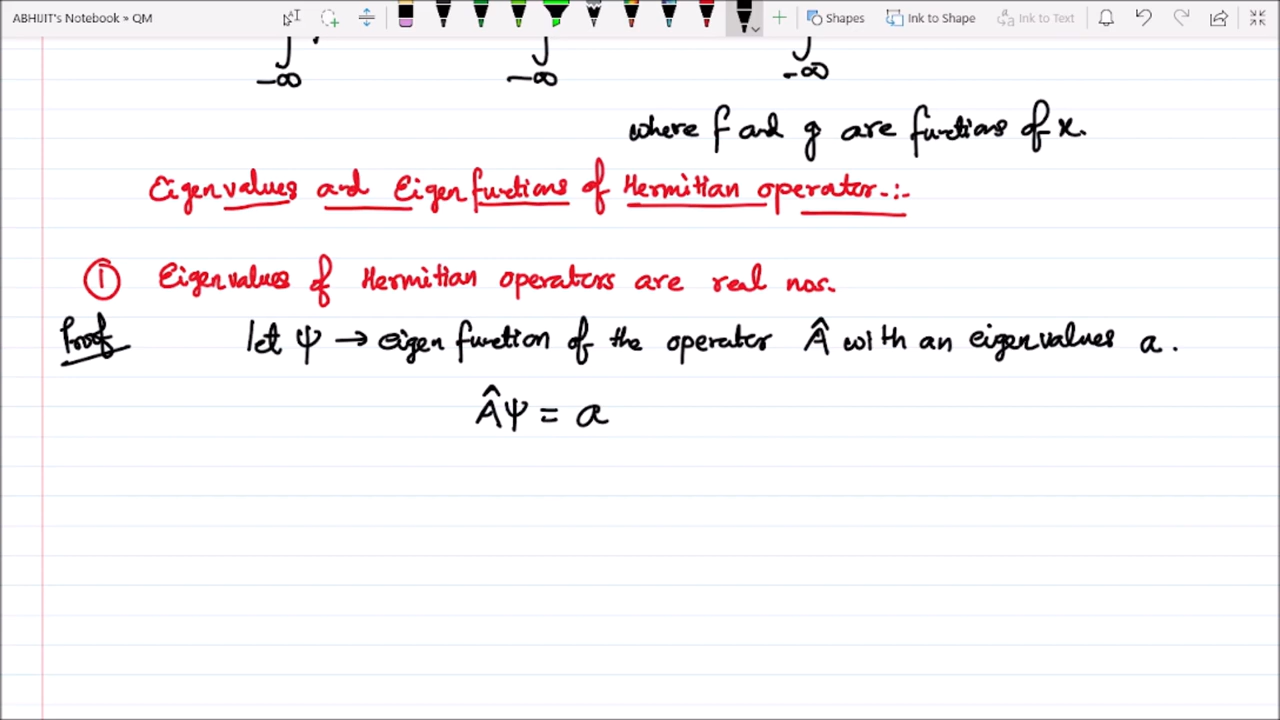 ABHIJIT's Notebook » QM
Shapes
Ink to Shape
Ink to Text
-∞ -∞ -∞
where f and g are functions of x.
Eigenvalues and Eigenfunctions of Hermitian operator.:-
① Eigenvalues of Hermitian operators are real nos.
Proof let Ψ → eigen function of the operator Â with an eigenvalues a.
ÂΨ = a